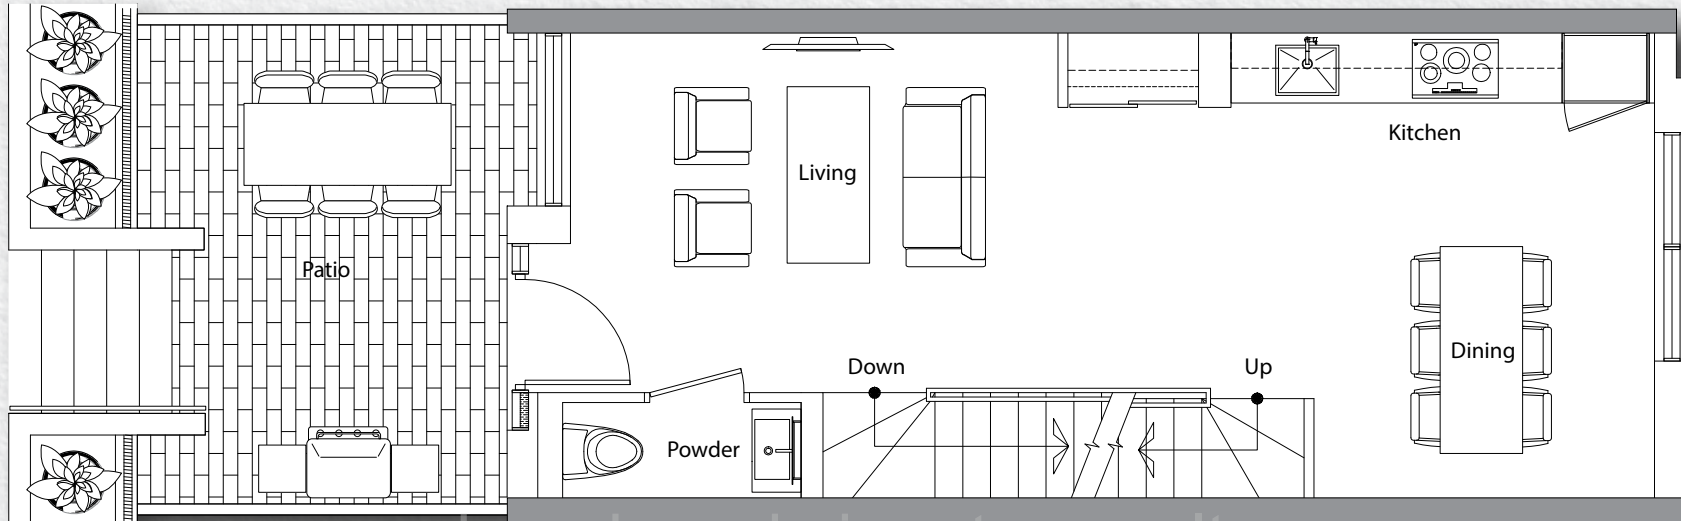 Kitchen
Living
Patio
Dining
Down
Up
Powder